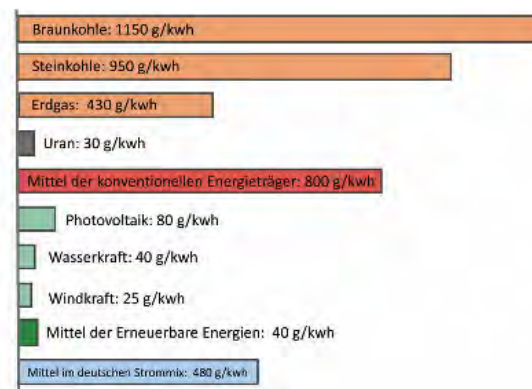 Braunkohle: 1150 g/kwh
Steinkohle: 950 g/kwh
Erdgas: 430 g/kwh
Uran: 30 g/kwh
Mittel der konventionellen Energieträger: 800 g/kwh
Photovoltaik: 80 g/kwh
Wasserkraft: 40 g/kwh
Windkraft: 25 g/kwh
Mittel der Erneuerbare Energien: 40 g/kwh
Mittel im deutschen Strommix: 480 g/kwh